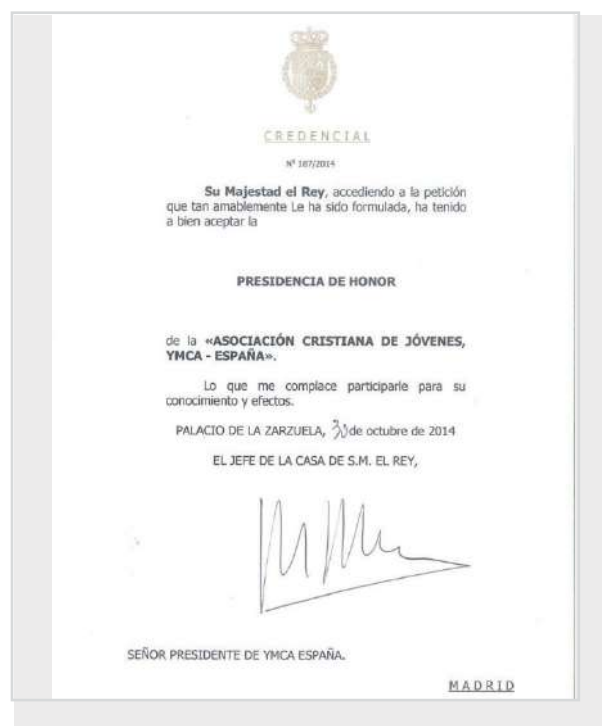 CREDENCIAL
Nº 187/2014
Su Majestad el Rey, accediendo a la petición
que tan amablemente Le ha sido formulada, ha tenido
a bien aceptar la
PRESIDENCIA DE HONOR
de la «ASOCIACIÓN CRISTIANA DE JÓVENES,
YMCA - ESPAÑA».
Lo que me complace participarle para su
conocimiento y efectos.
PALACIO DE LA ZARZUELA, 30 de octubre de 2014
EL JEFE DE LA CASA DE S.M. EL REY,
SEÑOR PRESIDENTE DE YMCA ESPAÑA.
MADRID